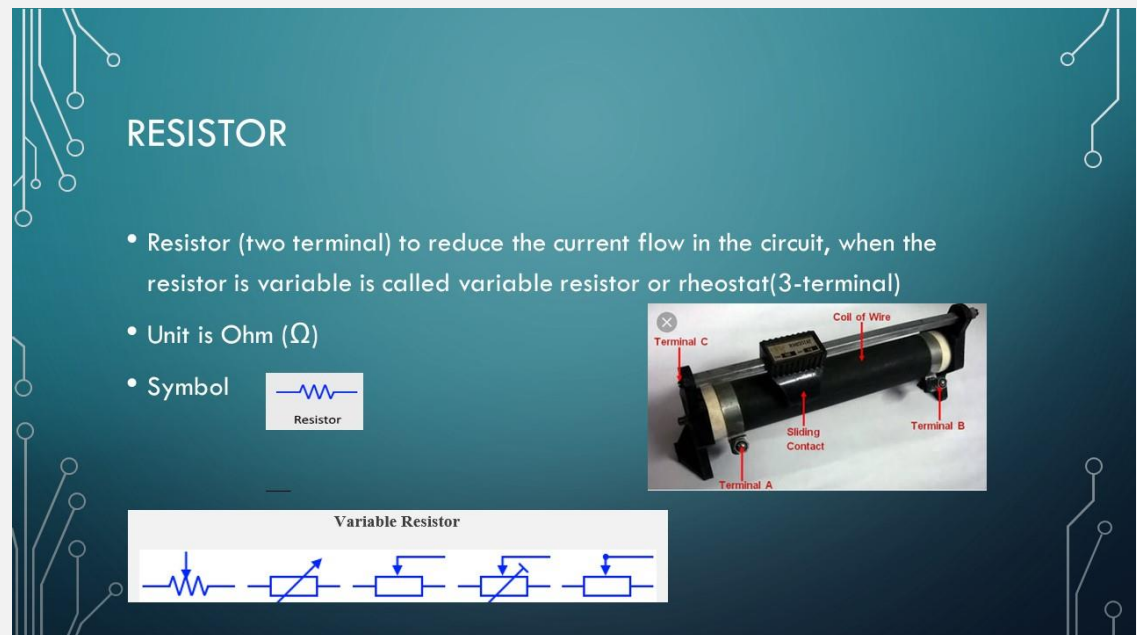 RESISTOR
• Resistor (two terminal) to reduce the current flow in the circuit, when the
resistor is variable is called variable resistor or rheostat(3-terminal)
• Unit is Ohm (Ω)
• Symbol
Resistor
Coil of Wire
Terminal C
RHEOSTAT
Sliding
Contact
Terminal B
Terminal A
Variable Resistor